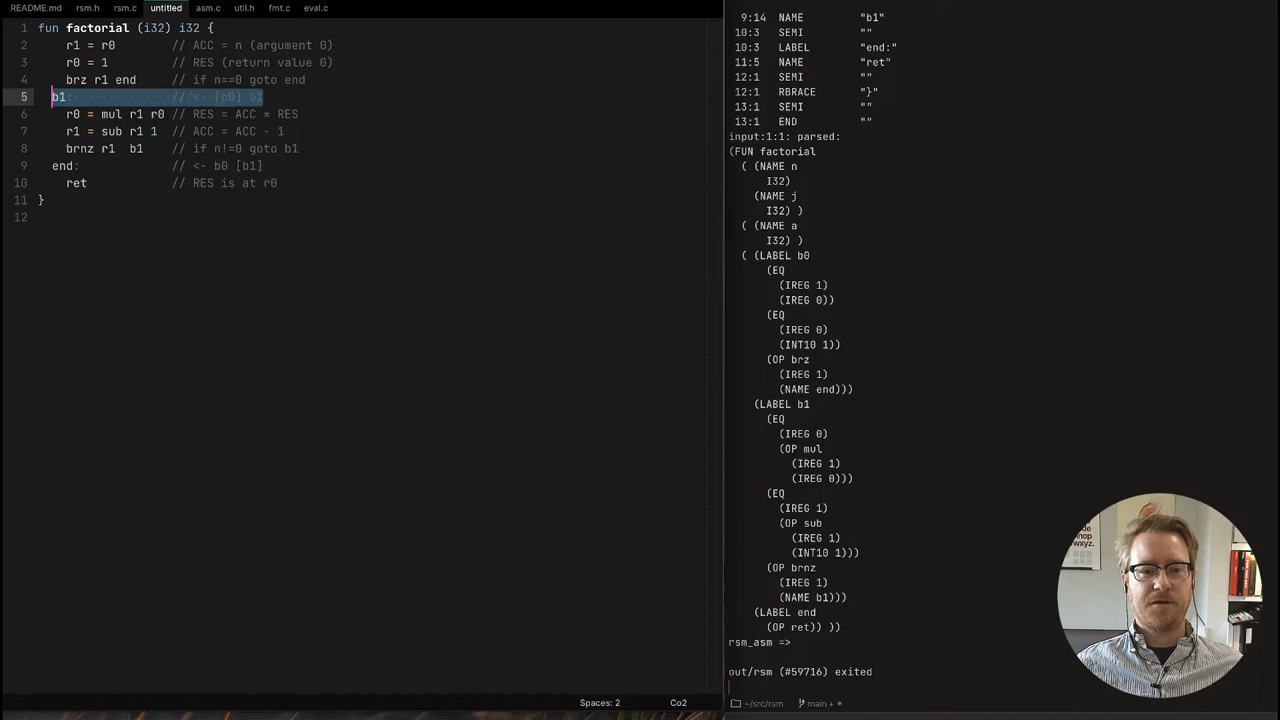 README.md rsm.h rsm.c untitled asm.c util.h fmt.c eval.c
1 fun factorial (i32) i32 {
2 r1 = r0 // ACC = n (argument 0)
3 r0 = 1 // RES (return value 0)
4 brz r1 end // if n==0 goto end
5 b1: // <- [b0] b1
6 r0 = mul r1 r0 // RES = ACC * RES
7 r1 = sub r1 1 // ACC = ACC - 1
8 brnz r1 b1 // if n!=0 goto b1
9 end: // <- b0 [b1]
10 ret // RES is at r0
11 }
12
Spaces: 2 Co2
9:14 NAME "b1"
10:3 SEMI ""
10:3 LABEL "end:"
11:5 NAME "ret"
12:1 SEMI ""
12:1 RBRACE "}"
13:1 SEMI ""
13:1 END ""
input:1:1: parsed:
(FUN factorial
( (NAME n
I32)
(NAME j
I32) )
( (NAME a
I32) )
( (LABEL b0
(EQ
(IREG 1)
(IREG 0))
(EQ
(IREG 0)
(INT10 1))
(OP brz
(IREG 1)
(NAME end)))
(LABEL b1
(EQ
(IREG 0)
(OP mul
(IREG 1)
(IREG 0)))
(EQ
(IREG 1)
(OP sub
(IREG 1)
(INT10 1)))
(OP brnz
(IREG 1)
(NAME b1)))
(LABEL end
(OP ret)) ))
rsm_asm =>
out/rsm (#59716) exited
~/src/rsm main + *